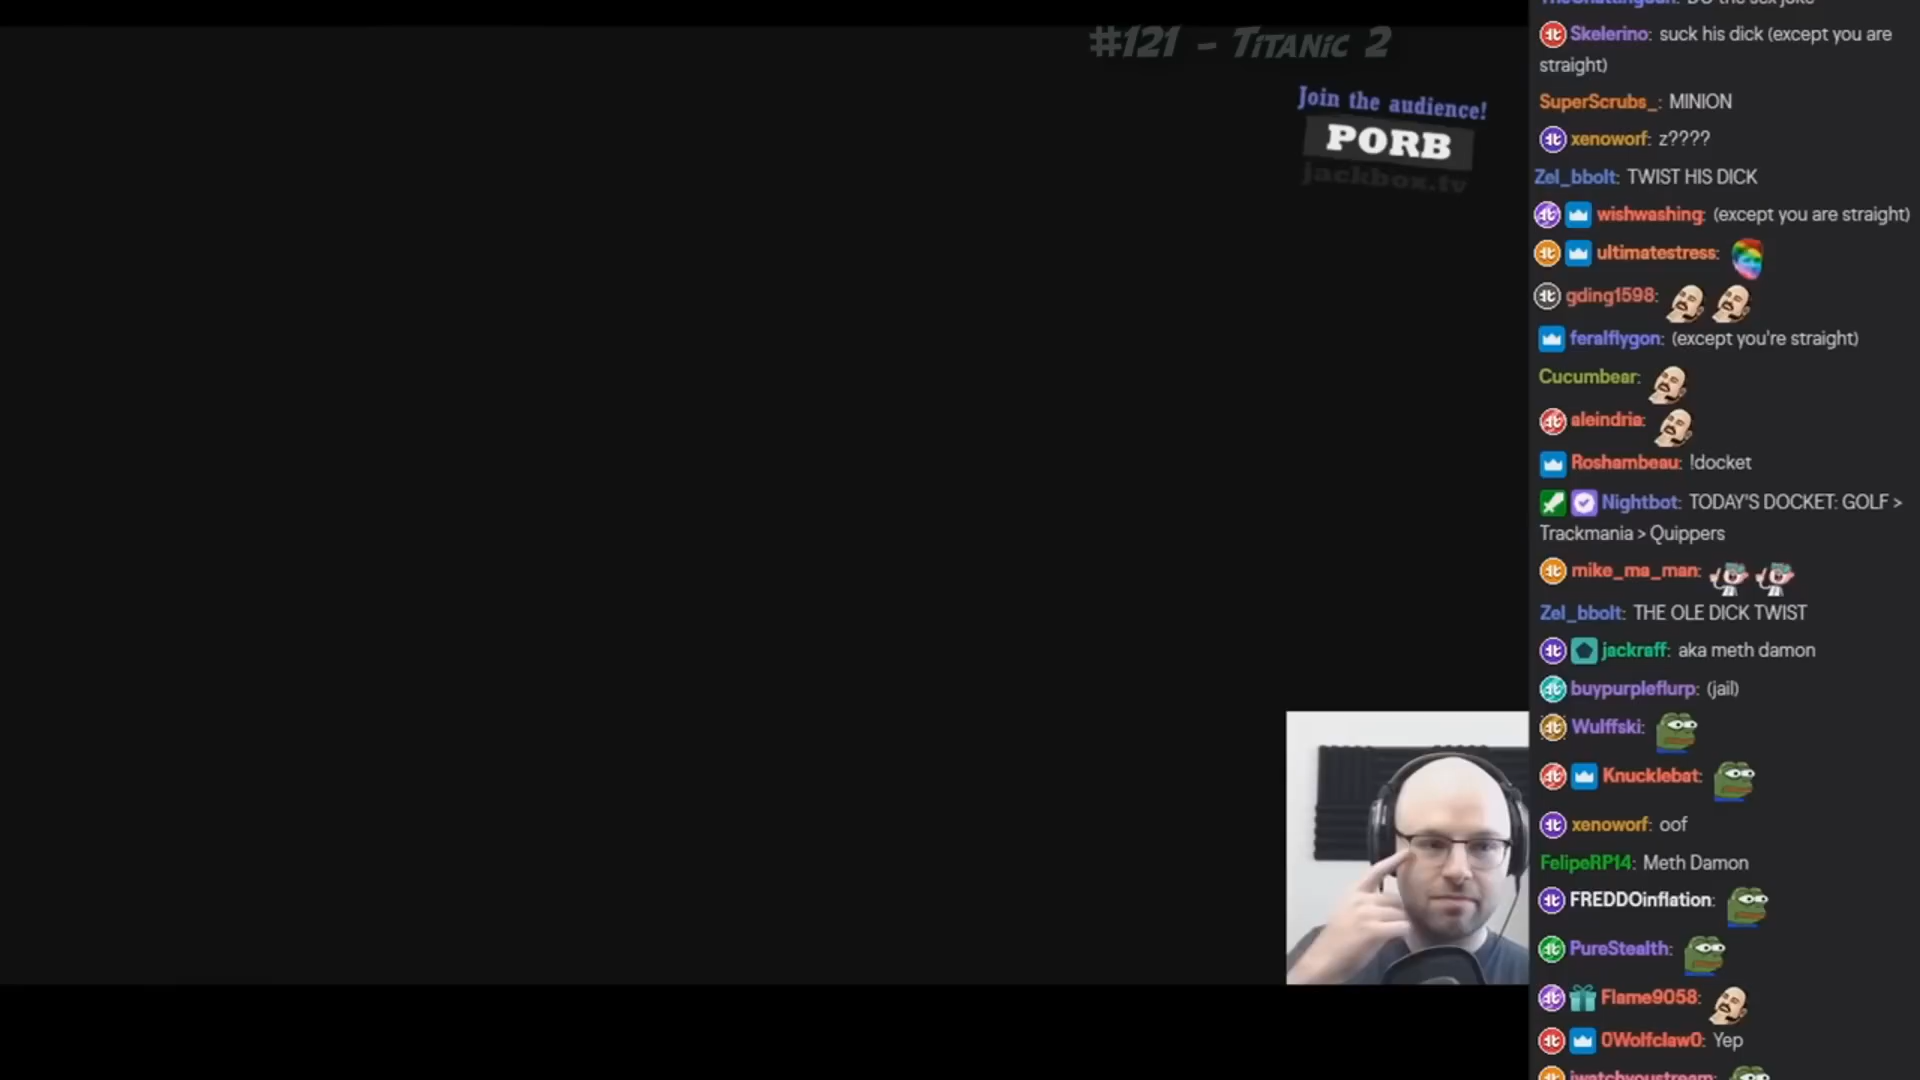 #121 - TITANIC 2
Join the audience!
PORB
jackbox.tv
Skelerino: suck his dick (except you are
straight)
SuperScrubs_: MINION
xenoworf: z????
Zel_bbolt: TWIST HIS DICK
wishwashing: (except you are straight)
ultimatestress:
gding1598:
feralflygon: (except you're straight)
Cucumbear:
aleindria:
Roshambeau: !docket
Nightbot: TODAY'S DOCKET: GOLF >
Trackmania > Quippers
mike_ma_man:
Zel_bbolt: THE OLE DICK TWIST
jackraff: aka meth damon
buypurpleflurp: (jail)
Wulffski:
Knucklebat:
xenoworf: oof
FelipeRP14: Meth Damon
FREDDOinflation:
PureStealth:
Flame9058:
0Wolfclaw0: Yep